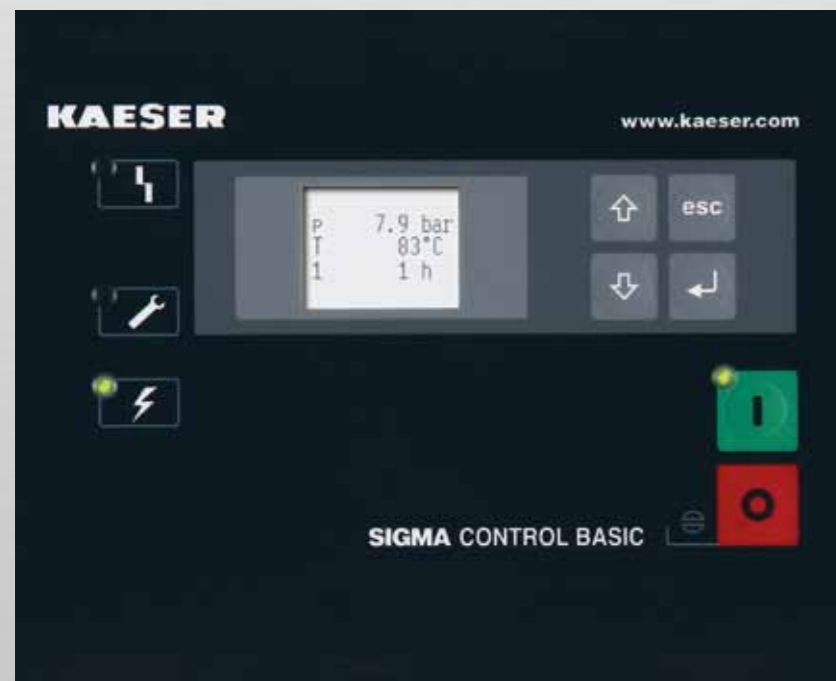 KAESER
www.kaeser.com
P 7.9 bar
T 83°C
1 1 h
esc
I
O
SIGMA CONTROL BASIC